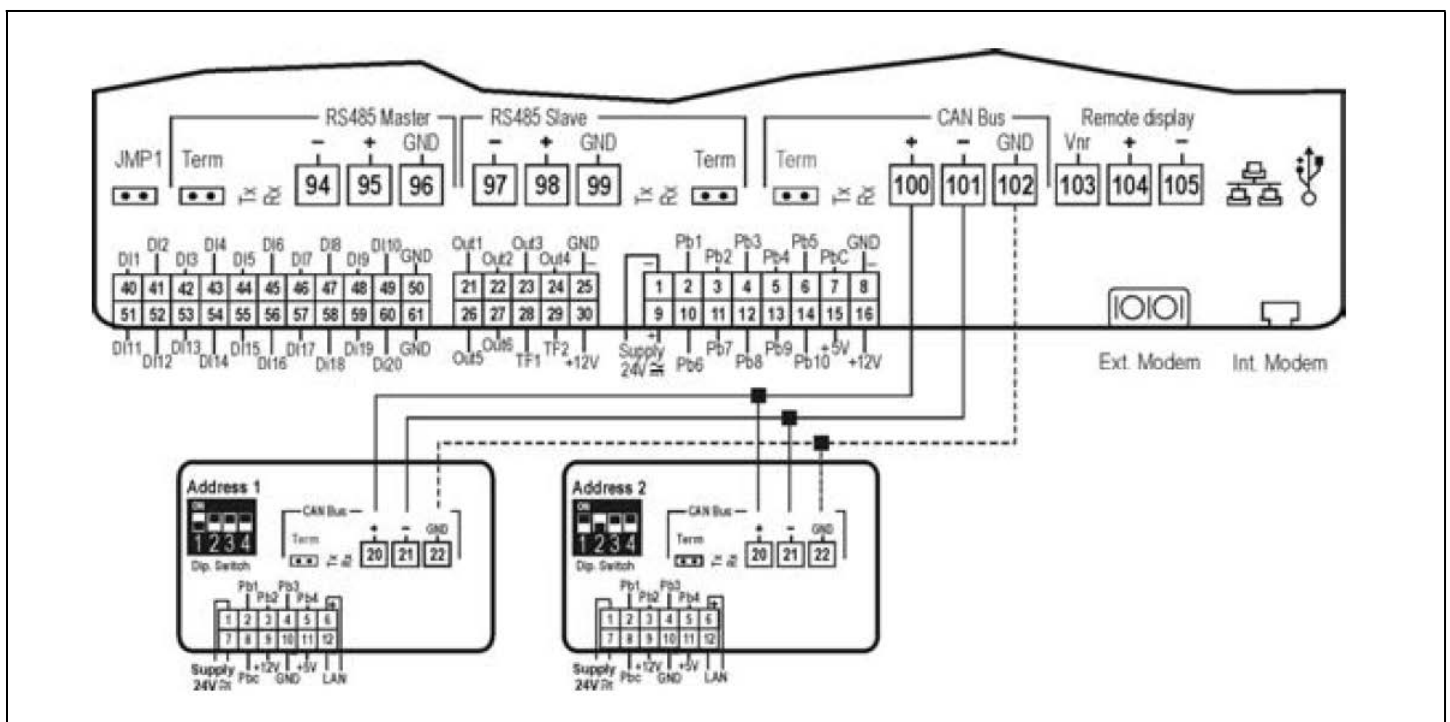 RS485 Master RS485 Slave CAN Bus Remote display
JMP1 Term − + GND − + GND Term Term + − GND Vnr + −
Tx Rx 94 95 96 97 98 99 Tx Rx Tx Rx 100 101 102 103 104 105
DI2 DI4 DI6 DI8 DI10 Out1 Out3 GND Pb1 Pb3 Pb5 GND
DI1 DI3 DI5 DI7 DI9 GND Out2 Out4 − − Pb2 Pb4 PbC −
40 41 42 43 44 45 46 47 48 49 50 21 22 23 24 25 1 2 3 4 5 6 7 8
51 52 53 54 55 56 57 58 59 60 61 26 27 28 29 30 9 10 11 12 13 14 15 16
DI11 DI13 DI15 DI17 Di19 GND Out6 TF2 + Pb7 Pb9 +5V
DI12 DI14 DI16 Di18 Di20 Out5 TF1 +12V Supply 24V Pb6 Pb8 Pb10 +12V
Ext. Modem Int. Modem
Address 1
ON
1 2 3 4
Dip. Switch
CAN Bus
Term + − GND
Tx Rx 20 21 22
Pb1 Pb3
Pb2 Pb4 +
1 2 3 4 5 6
7 8 9 10 11 12
Supply +12V +5V LAN
24V Pbc GND
Address 2
ON
1 2 3 4
Dip. Switch
CAN Bus
Term + − GND
Tx Rx 20 21 22
Pb1 Pb3
Pb2 Pb4 +
1 2 3 4 5 6
7 8 9 10 11 12
Supply +12V +5V LAN
24V Pbc GND